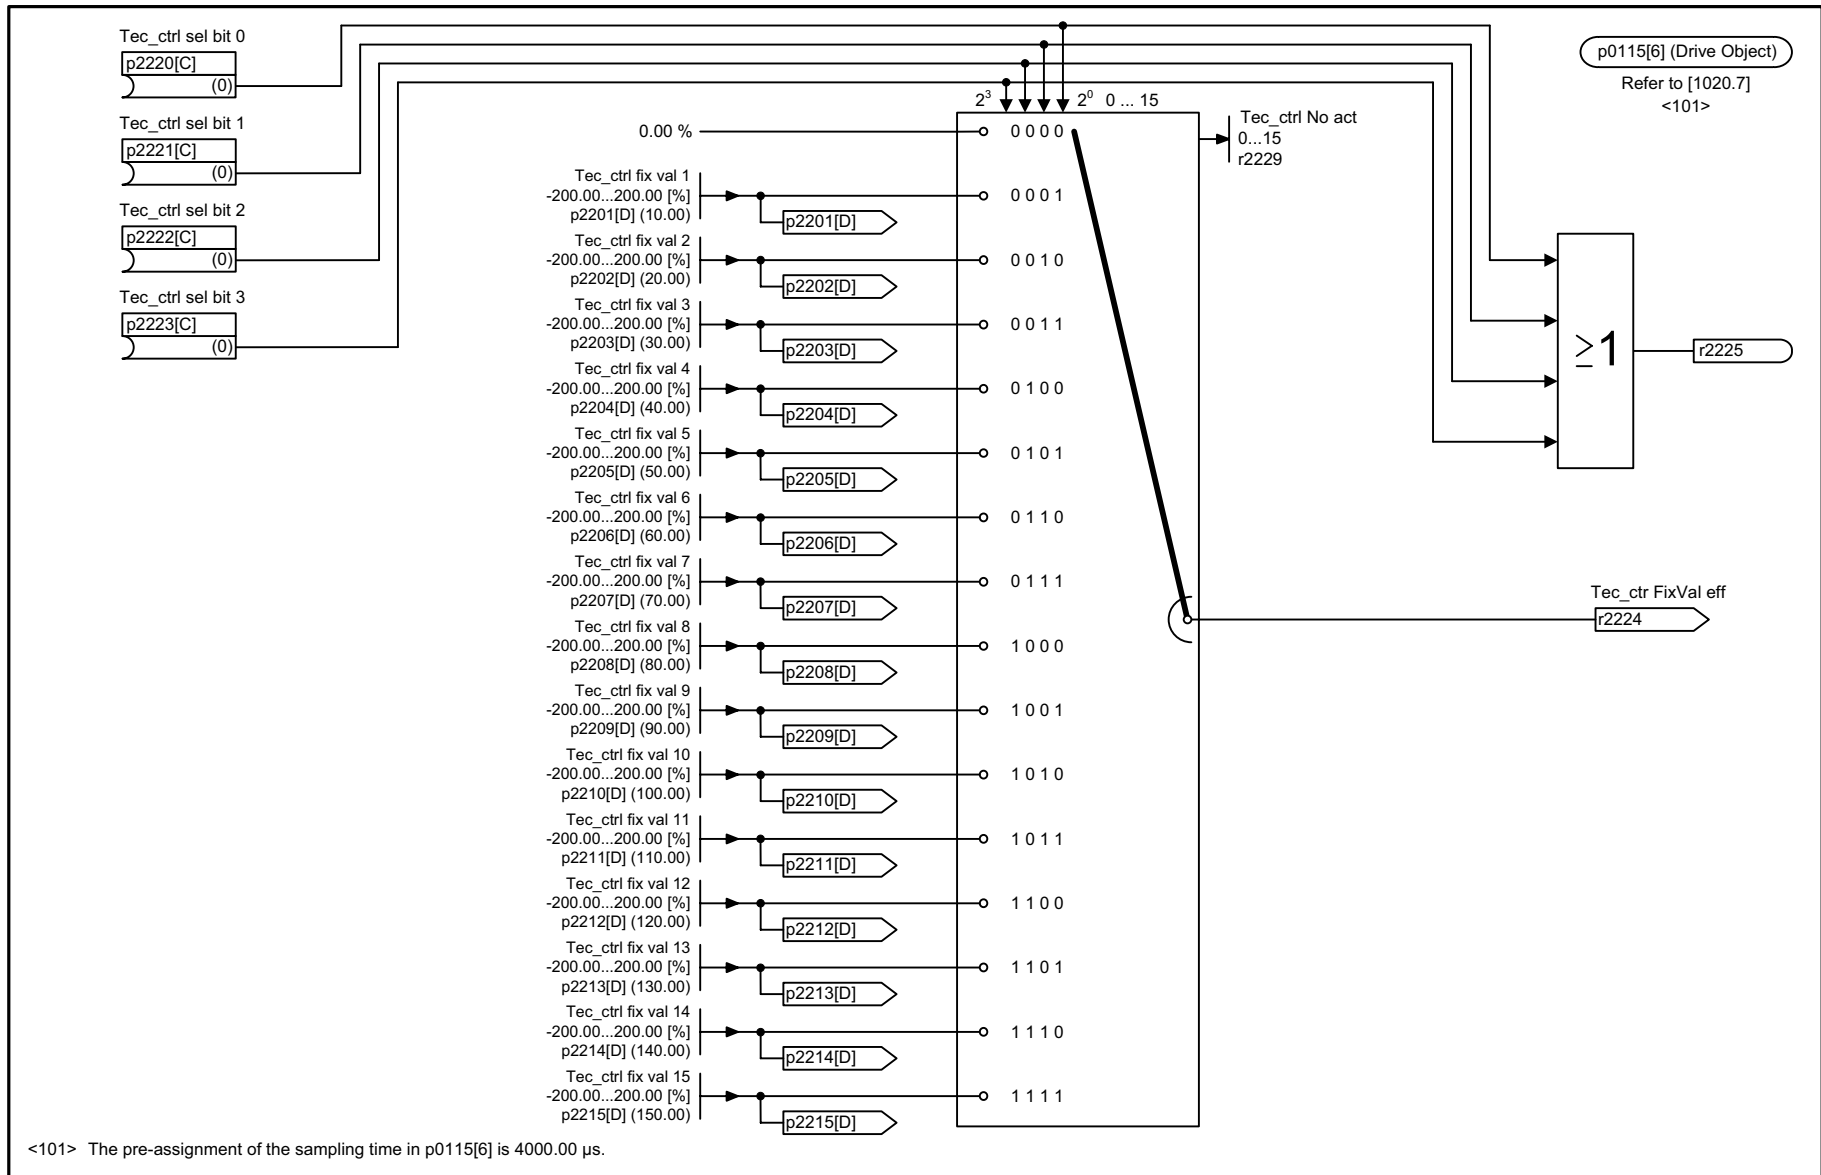 Tec_ctrl sel bit 0
p2220[C]
(0)
Tec_ctrl sel bit 1
p2221[C]
(0)
Tec_ctrl sel bit 2
p2222[C]
(0)
Tec_ctrl sel bit 3
p2223[C]
(0)
p0115[6] (Drive Object)
Refer to [1020.7]
<101>
2³ 2⁰ 0 ... 15
Tec_ctrl No act
0...15
r2229
0.00 % 0 0 0 0
Tec_ctrl fix val 1
-200.00...200.00 [%] 0 0 0 1
p2201[D] (10.00) p2201[D]
Tec_ctrl fix val 2
-200.00...200.00 [%] 0 0 1 0
p2202[D] (20.00) p2202[D]
Tec_ctrl fix val 3
-200.00...200.00 [%] 0 0 1 1
p2203[D] (30.00) p2203[D]
Tec_ctrl fix val 4
-200.00...200.00 [%] 0 1 0 0
p2204[D] (40.00) p2204[D]
Tec_ctrl fix val 5
-200.00...200.00 [%] 0 1 0 1
p2205[D] (50.00) p2205[D]
Tec_ctrl fix val 6
-200.00...200.00 [%] 0 1 1 0
p2206[D] (60.00) p2206[D]
Tec_ctrl fix val 7
-200.00...200.00 [%] 0 1 1 1
p2207[D] (70.00) p2207[D]
Tec_ctrl fix val 8
-200.00...200.00 [%] 1 0 0 0
p2208[D] (80.00) p2208[D]
Tec_ctrl fix val 9
-200.00...200.00 [%] 1 0 0 1
p2209[D] (90.00) p2209[D]
Tec_ctrl fix val 10
-200.00...200.00 [%] 1 0 1 0
p2210[D] (100.00) p2210[D]
Tec_ctrl fix val 11
-200.00...200.00 [%] 1 0 1 1
p2211[D] (110.00) p2211[D]
Tec_ctrl fix val 12
-200.00...200.00 [%] 1 1 0 0
p2212[D] (120.00) p2212[D]
Tec_ctrl fix val 13
-200.00...200.00 [%] 1 1 0 1
p2213[D] (130.00) p2213[D]
Tec_ctrl fix val 14
-200.00...200.00 [%] 1 1 1 0
p2214[D] (140.00) p2214[D]
Tec_ctrl fix val 15
-200.00...200.00 [%] 1 1 1 1
p2215[D] (150.00) p2215[D]
≥1
r2225
Tec_ctr FixVal eff
r2224
<101> The pre-assignment of the sampling time in p0115[6] is 4000.00 µs.